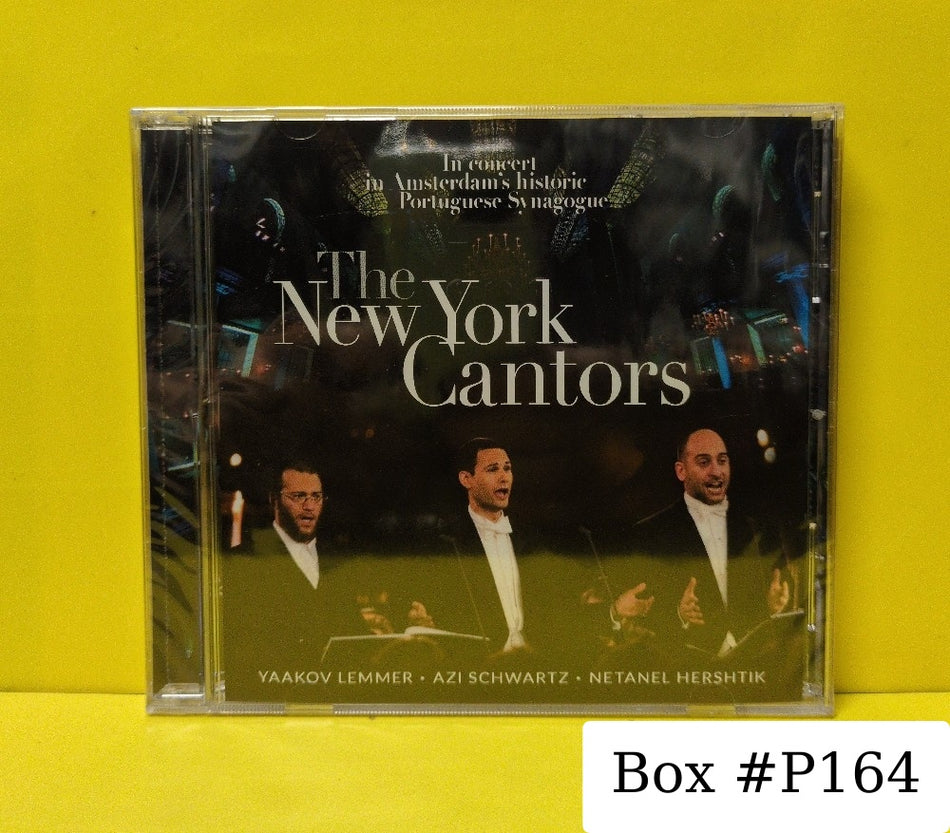 In concert
in Amsterdam's historic
Portuguese Synagogue
The
New York
Cantors
YAAKOV LEMMER • AZI SCHWARTZ • NETANEL HERSHTIK
Box #P164